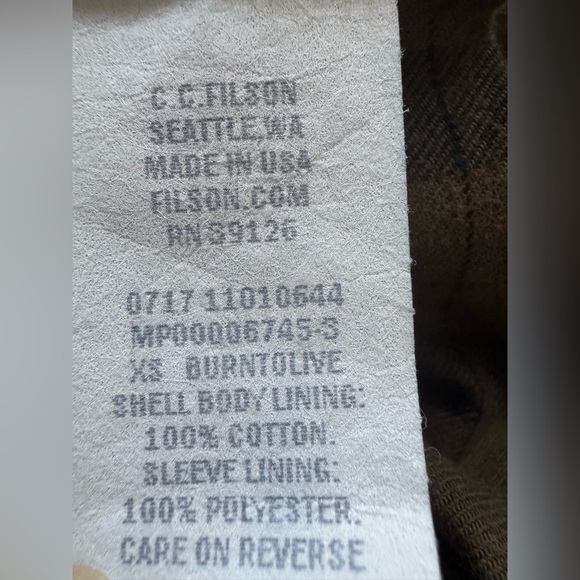 C.C.FILSON
SEATTLE,WA
MADE IN USA
FILSON.COM
RN 59126
0717 11010644
MP00006745-S
XS BURNTOLIVE
SHELL BODY LINING:
100% COTTON.
SLEEVE LINING:
100% POLYESTER.
CARE ON REVERSE